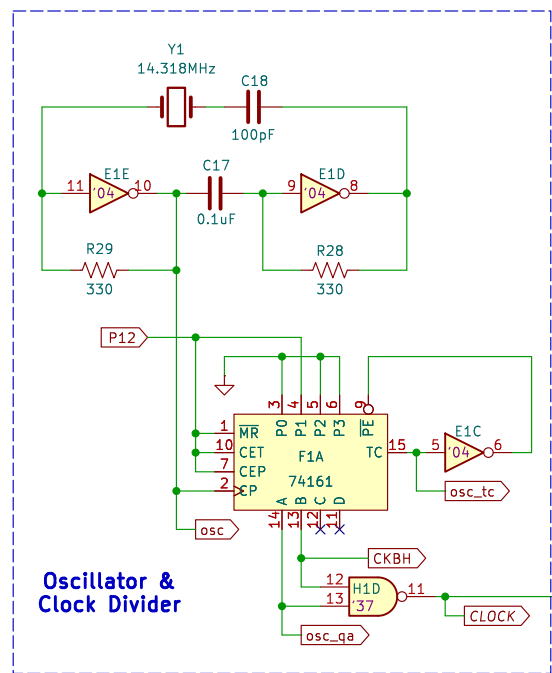 Y1
14.318MHz
C18
100pF
E1E
11 '04 10
C17
0.1uF
E1D
9 '04 8
R29
330
R28
330
P12
3 4 5 6 9
1 MR P0 P1 P2 P3 PE
10 CET TC 15
7 CEP F1A
74161
2 CP A B C D
14 13 12 11
E1C
5 '04 6
osc_tc
osc
CKBH
12 H1D 11
13 '37
CLOCK
osc_qa
Oscillator &
Clock Divider